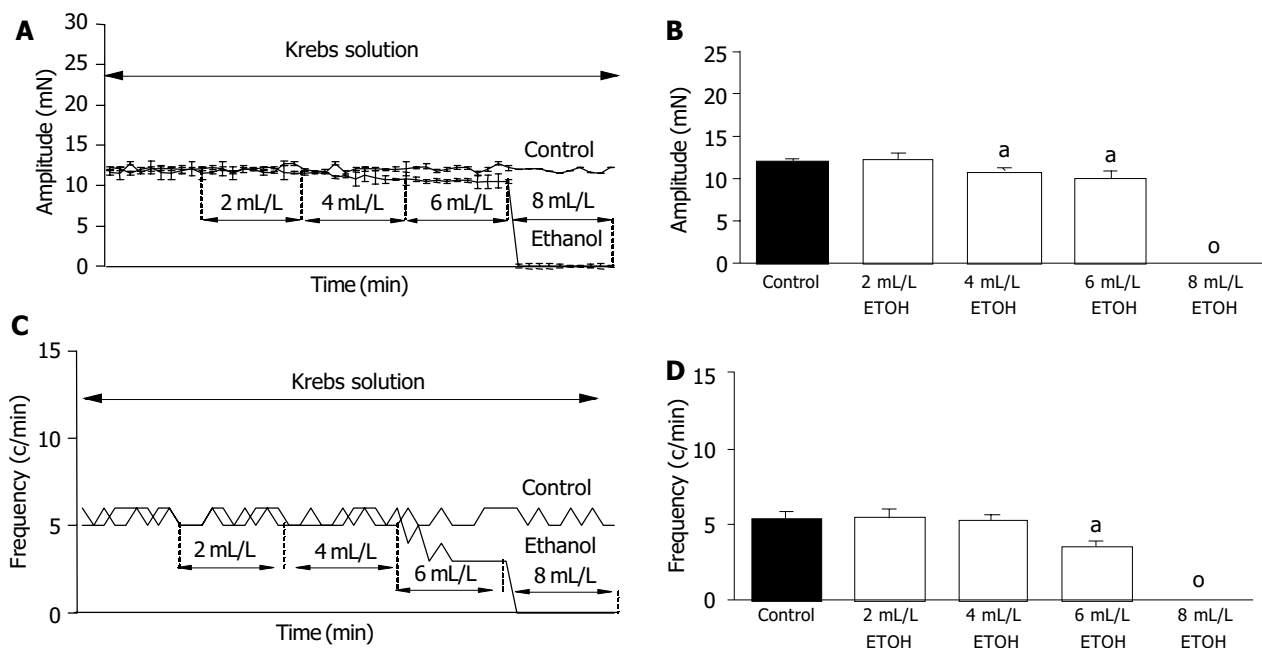 A
Amplitude (mN)
30
25
20
15
10
5
0
Krebs solution
Control
2 mL/L
4 mL/L
6 mL/L
8 mL/L
Ethanol
Time (min)
B
Amplitude (mN)
25
20
15
10
5
0
a
a
o
Control
2 mL/L
ETOH
4 mL/L
ETOH
6 mL/L
ETOH
8 mL/L
ETOH
C
Frequency (c/min)
15
10
5
0
Krebs solution
Control
Ethanol
2 mL/L
4 mL/L
6 mL/L
8 mL/L
Time (min)
D
Frequency (c/min)
15
10
5
0
a
o
Control
2 mL/L
ETOH
4 mL/L
ETOH
6 mL/L
ETOH
8 mL/L
ETOH